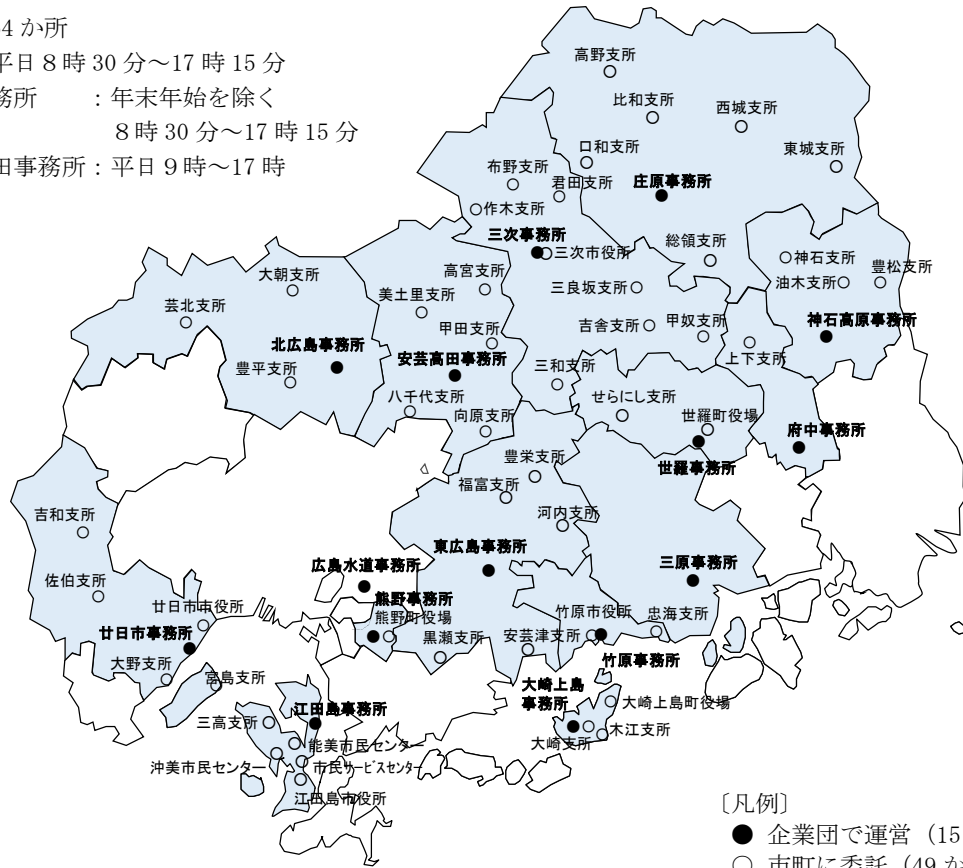 4 か所
平日 8 時 30 分～17 時 15 分
務所　　：年末年始を除く
8 時 30 分～17 時 15 分
田事務所：平日 9 時～17 時
高野支所
比和支所
西城支所
口和支所
東城支所
布野支所
君田支所
庄原事務所
作木支所
三次事務所
三次市役所
総領支所
神石支所
豊松支所
大朝支所
高宮支所
油木支所
芸北支所
美土里支所
三良坂支所
甲田支所
吉舎支所
甲奴支所
神石高原事務所
北広島事務所
安芸高田事務所
上下支所
豊平支所
三和支所
八千代支所
せらにし支所
向原支所
世羅町役場
府中事務所
豊栄支所
世羅事務所
福富支所
吉和支所
河内支所
東広島事務所
広島水道事務所
三原事務所
佐伯支所
熊野事務所
廿日市市役所
熊野町役場
竹原市役所
忠海支所
廿日市事務所
黒瀬支所
安芸津支所
大野支所
竹原事務所
宮島支所
大崎上島
事務所
大崎上島町役場
江田島事務所
三高支所
木江支所
能美市民センター
大崎支所
沖美市民センター
市民サービスセンター
江田島市役所
〔凡例〕
● 企業団で運営（15
○ 市町に委託（49 か